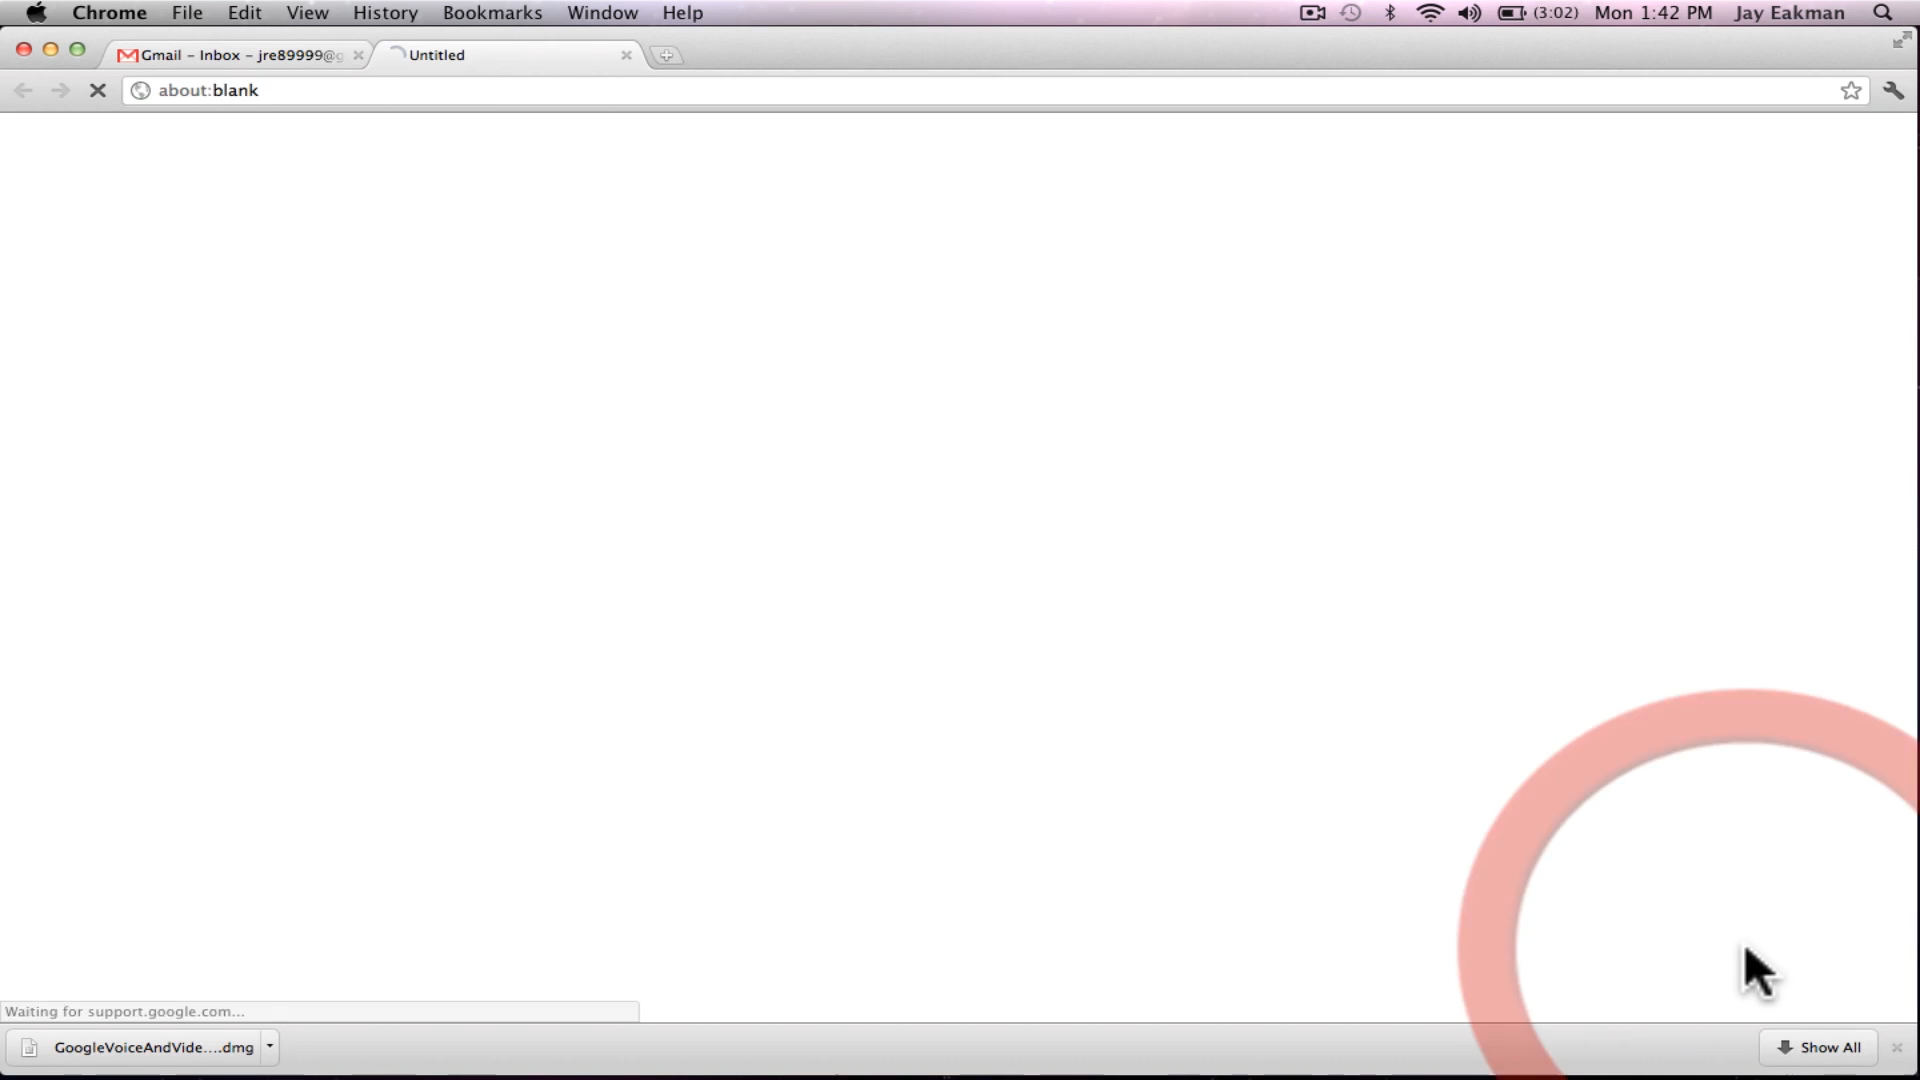 Chrome File Edit View History Bookmarks Window Help (3:02) Mon 1:42 PM Jay Eakman
Gmail – Inbox – jre89999@g Untitled
about:blank
Waiting for support.google.com...
GoogleVoiceAndVide....dmg Show All